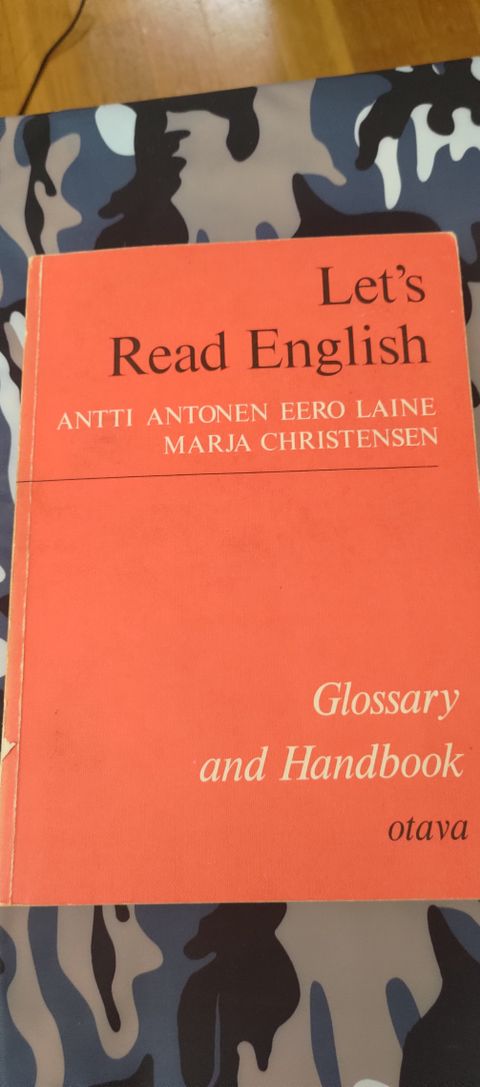 Let's
Read English
ANTTI ANTONEN EERO LAINE
MARJA CHRISTENSEN
Glossary
and Handbook
otava